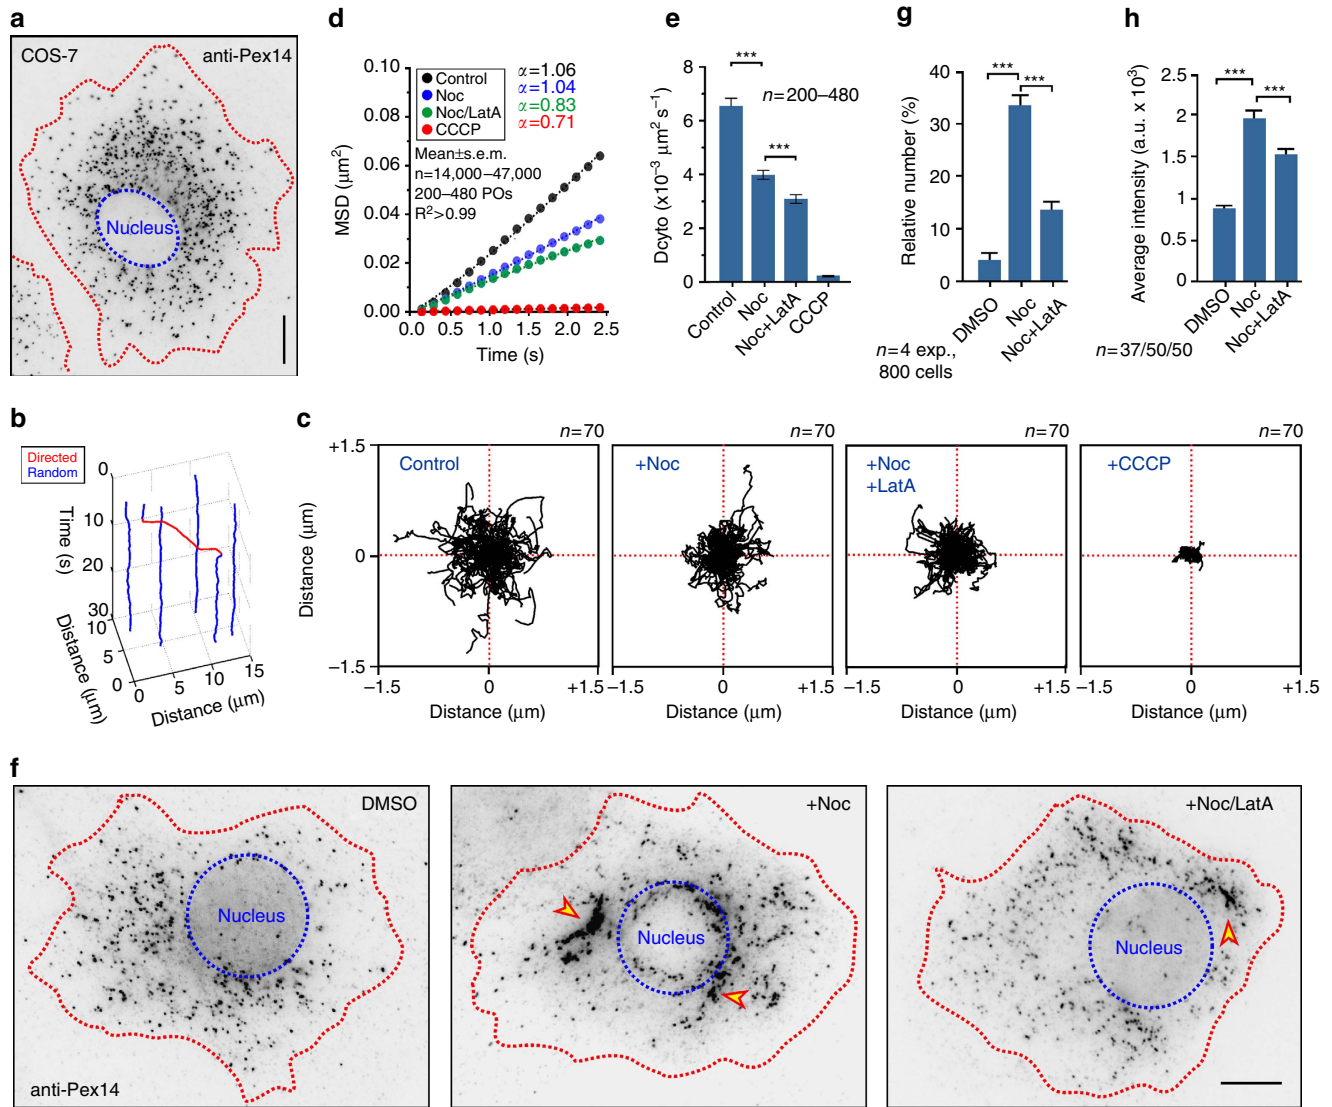 a
COS-7
anti-Pex14
Nucleus
b
Directed
Random
0
10
20
30
Time (s)
10
5
0
Distance (μm)
0
5
10
15
Distance (μm)
c
n=70
n=70
n=70
n=70
Control
+Noc
+Noc
+LatA
+CCCP
+1.5
0
−1.5
Distance (μm)
−1.5
0
+1.5
Distance (μm)
−1.5
0
+1.5
Distance (μm)
−1.5
0
+1.5
Distance (μm)
−1.5
0
+1.5
Distance (μm)
d
MSD (μm²)
0.10
0.08
0.06
0.04
0.02
0.00
Control
Noc
Noc/LatA
CCCP
α=1.06
α=1.04
α=0.83
α=0.71
Mean±s.e.m.
n=14,000–47,000
200–480 POs
R²>0.99
0.0
0.5
1.0
1.5
2.0
2.5
Time (s)
e
***
***
n=200–480
Dcyto (x10⁻³ μm² s⁻¹)
8
6
4
2
0
Control
Noc
Noc+LatA
CCCP
f
DMSO
Nucleus
anti-Pex14
+Noc
Nucleus
+Noc/LatA
Nucleus
g
***
***
Relative number (%)
40
30
20
10
0
DMSO
Noc
Noc+LatA
n=4 exp.,
800 cells
h
***
***
Average intensity (a.u. x 10³)
2.5
2
1.5
1
0.5
0
DMSO
Noc
Noc+LatA
n=37/50/50